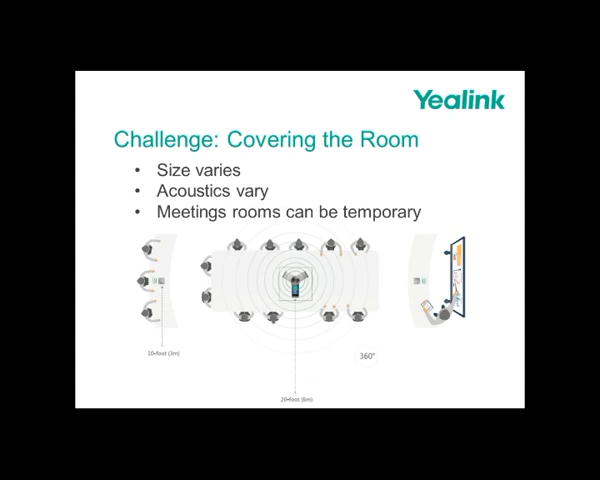 Yealink
Challenge: Covering the Room
• Size varies
• Acoustics vary
• Meetings rooms can be temporary
10-foot (3m)
360°
20-foot (6m)